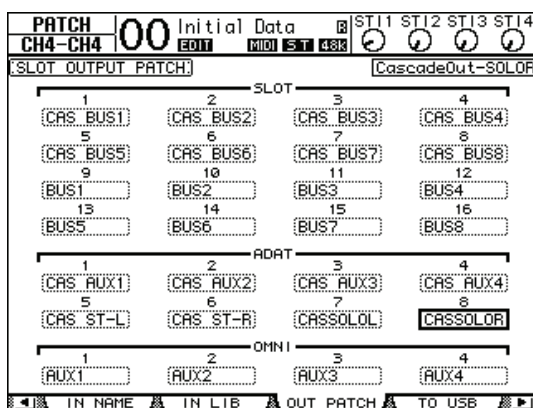 PATCH 00 Initial Data R ST11 ST12 ST13 ST14
CH4-CH4 EDIT MIDI ST 48K
SLOT OUTPUT PATCH CascadeOut-SOLOR
SLOT
1 2 3 4
CAS BUS1 CAS BUS2 CAS BUS3 CAS BUS4
5 6 7 8
CAS BUS5 CAS BUS6 CAS BUS7 CAS BUS8
9 10 11 12
BUS1 BUS2 BUS3 BUS4
13 14 15 16
BUS5 BUS6 BUS7 BUS8
ADAT
1 2 3 4
CAS AUX1 CAS AUX2 CAS AUX3 CAS AUX4
5 6 7 8
CAS ST-L CAS ST-R CASSOLOL CASSOLOR
OMNI
1 2 3 4
AUX1 AUX2 AUX3 AUX4
IN NAME IN LIB OUT PATCH TO USB